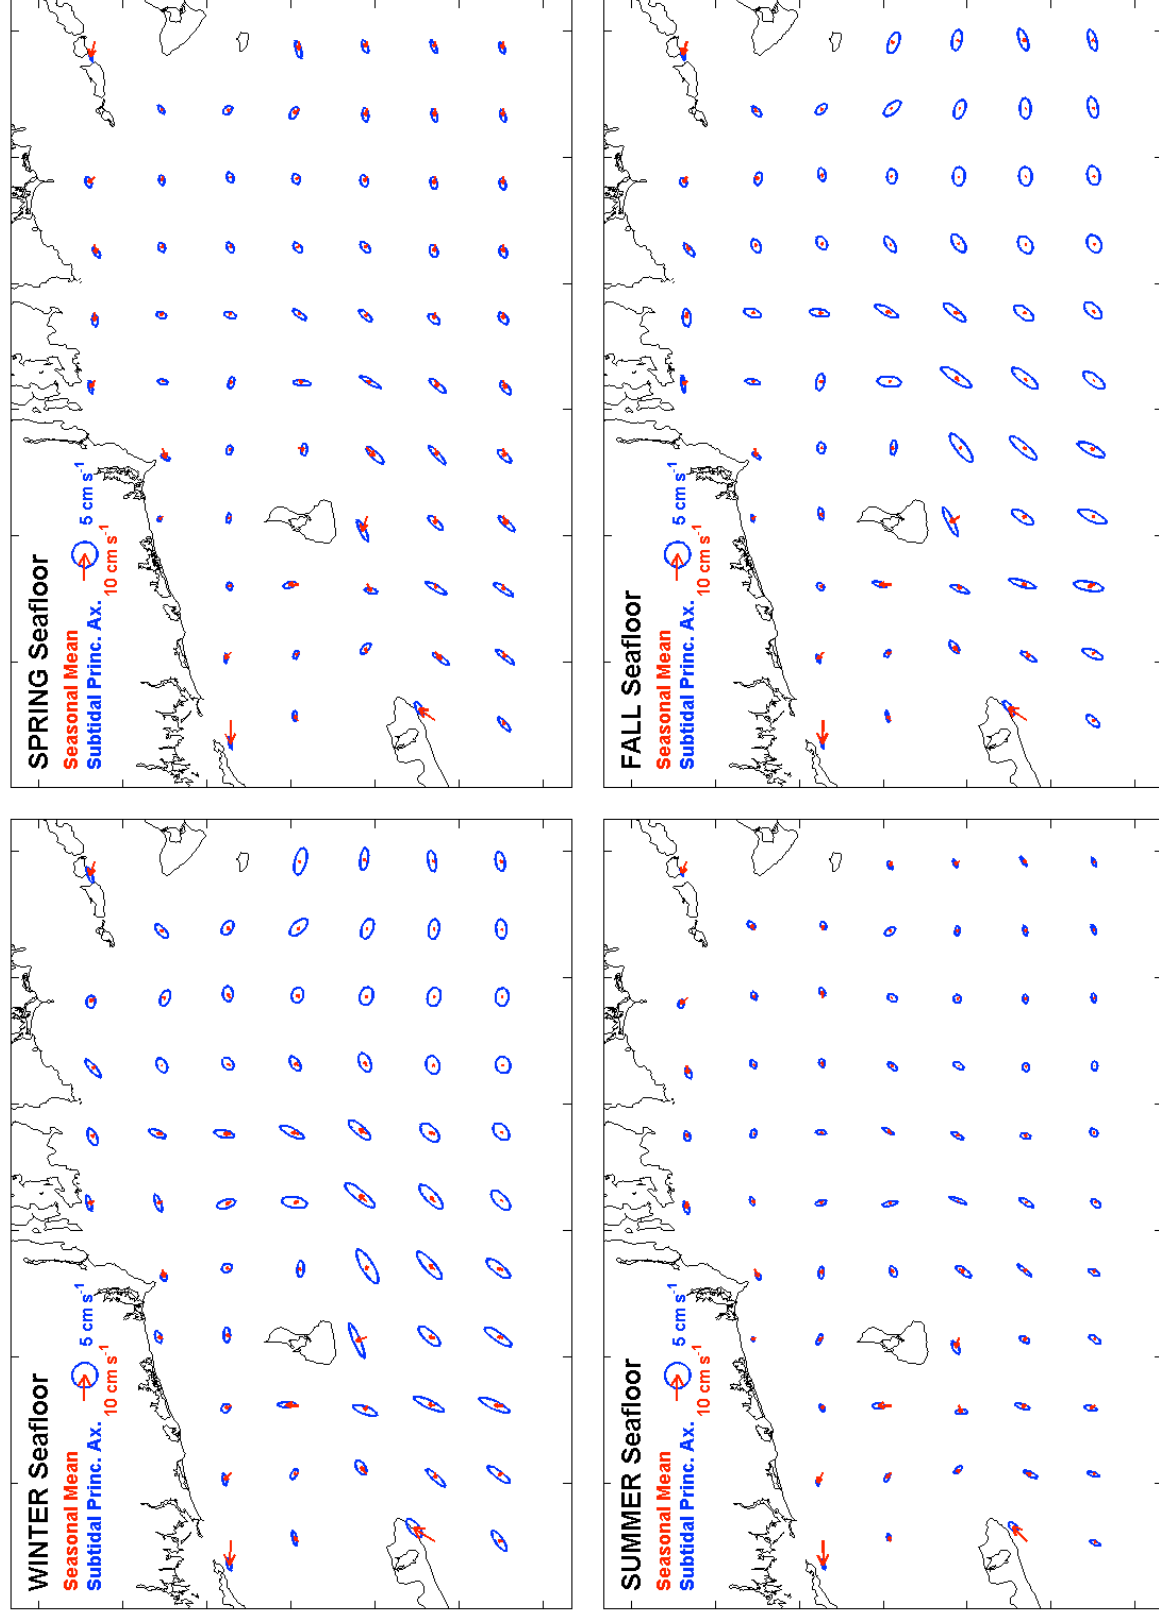 WINTER Seafloor
Seasonal Mean
Subtidal Princ. Ax.
10 cm s⁻¹
5 cm s⁻¹
SPRING Seafloor
Seasonal Mean
Subtidal Princ. Ax.
10 cm s⁻¹
5 cm s⁻¹
SUMMER Seafloor
Seasonal Mean
Subtidal Princ. Ax.
10 cm s⁻¹
5 cm s⁻¹
FALL Seafloor
Seasonal Mean
Subtidal Princ. Ax.
10 cm s⁻¹
5 cm s⁻¹